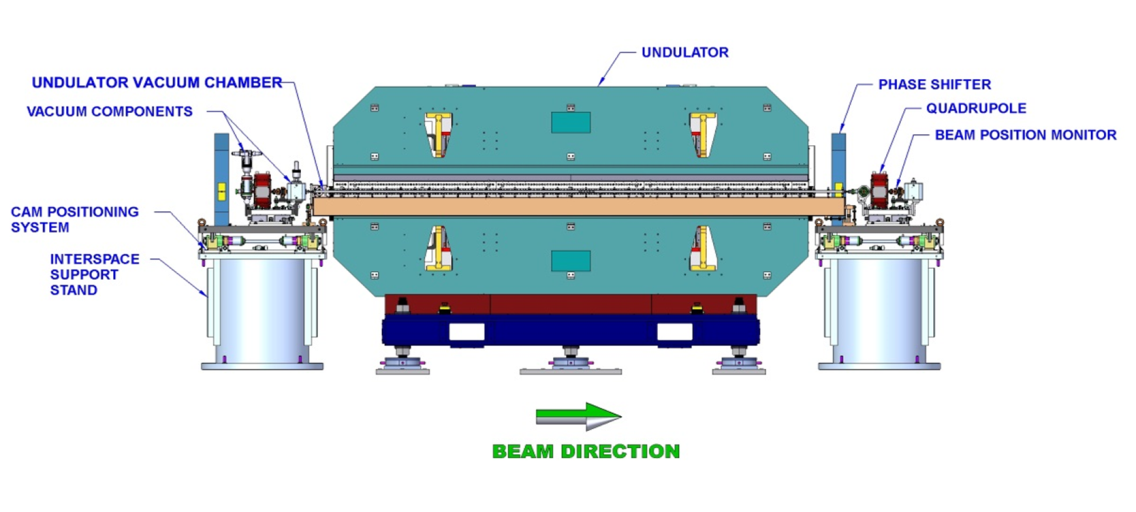 UNDULATOR
UNDULATOR VACUUM CHAMBER
VACUUM COMPONENTS
PHASE SHIFTER
QUADRUPOLE
BEAM POSITION MONITOR
CAM POSITIONING
SYSTEM
INTERSPACE
SUPPORT
STAND
BEAM DIRECTION